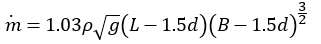 ṁ = 1.03ρ√g(L − 1.5d)(B − 1.5d)^{3/2}